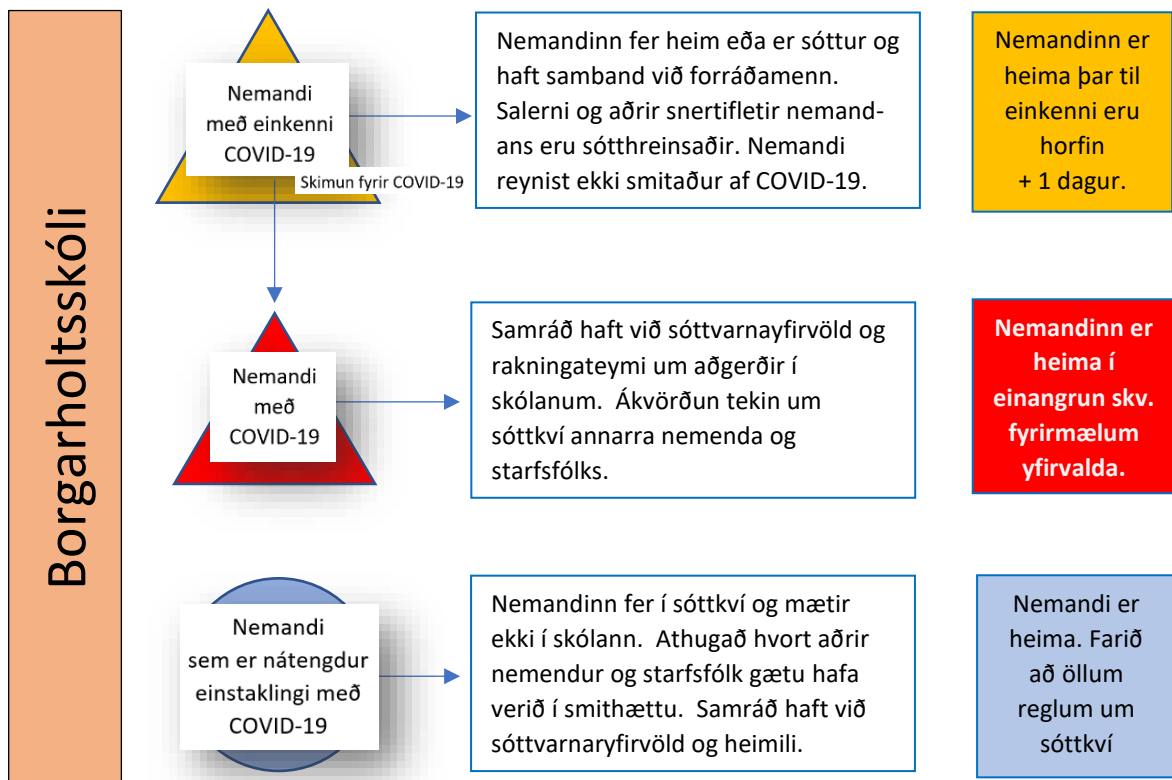 Borgarholtsskóli
Nemandi
með einkenni
COVID-19
Skimun fyrir COVID-19
Nemandinn fer heim eða er sóttur og
haft samband við forráðamenn.
Salerni og aðrir snertifletir nemand-
ans eru sótthreinsaðir. Nemandi
reynist ekki smitaður af COVID-19.
Nemandinn er
heima þar til
einkenni eru
horfin
+ 1 dagur.
Nemandi
með
COVID-19
Samráð haft við sóttvarnayfirvöld og
rakningateymi um aðgerðir í
skólanum. Ákvörðun tekin um
sóttkví annarra nemenda og
starfsfólks.
Nemandinn er
heima í
einangrun skv.
fyrirmælum
yfirvalda.
Nemandi
sem er nátengdur
einstaklingi með
COVID-19
Nemandinn fer í sóttkví og mætir
ekki í skólann. Athugað hvort aðrir
nemendur og starfsfólk gætu hafa
verið í smithættu. Samráð haft við
sóttvarnaryfirvöld og heimili.
Nemandi er
heima. Farið
að öllum
reglum um
sóttkví